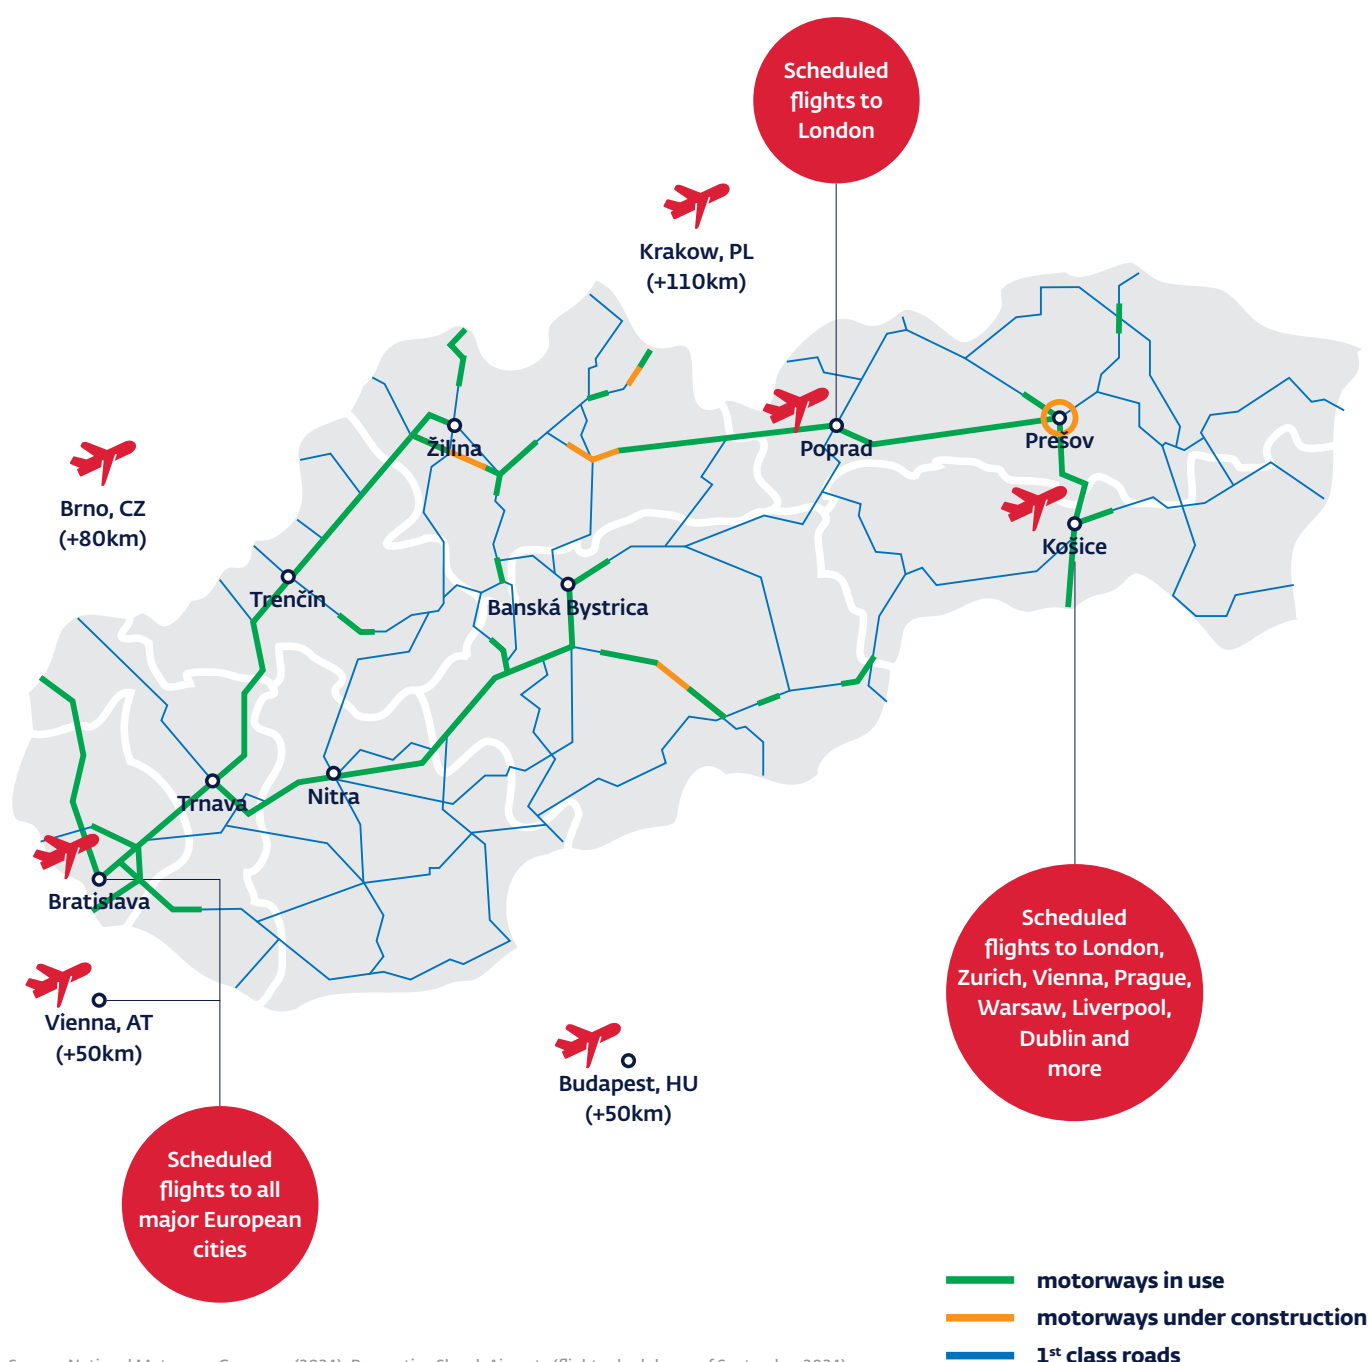 Scheduled
flights to
London
Krakow, PL
(+110km)
Žilina
Poprad
Prešov
Brno, CZ
(+80km)
Košice
Trenčín
Banská Bystrica
Trnava
Nitra
Bratislava
Scheduled
flights to London,
Zurich, Vienna, Prague,
Warsaw, Liverpool,
Dublin and
more
Vienna, AT
(+50km)
Budapest, HU
(+50km)
Scheduled
flights to all
major European
cities
motorways in use
motorways under construction
1st class roads